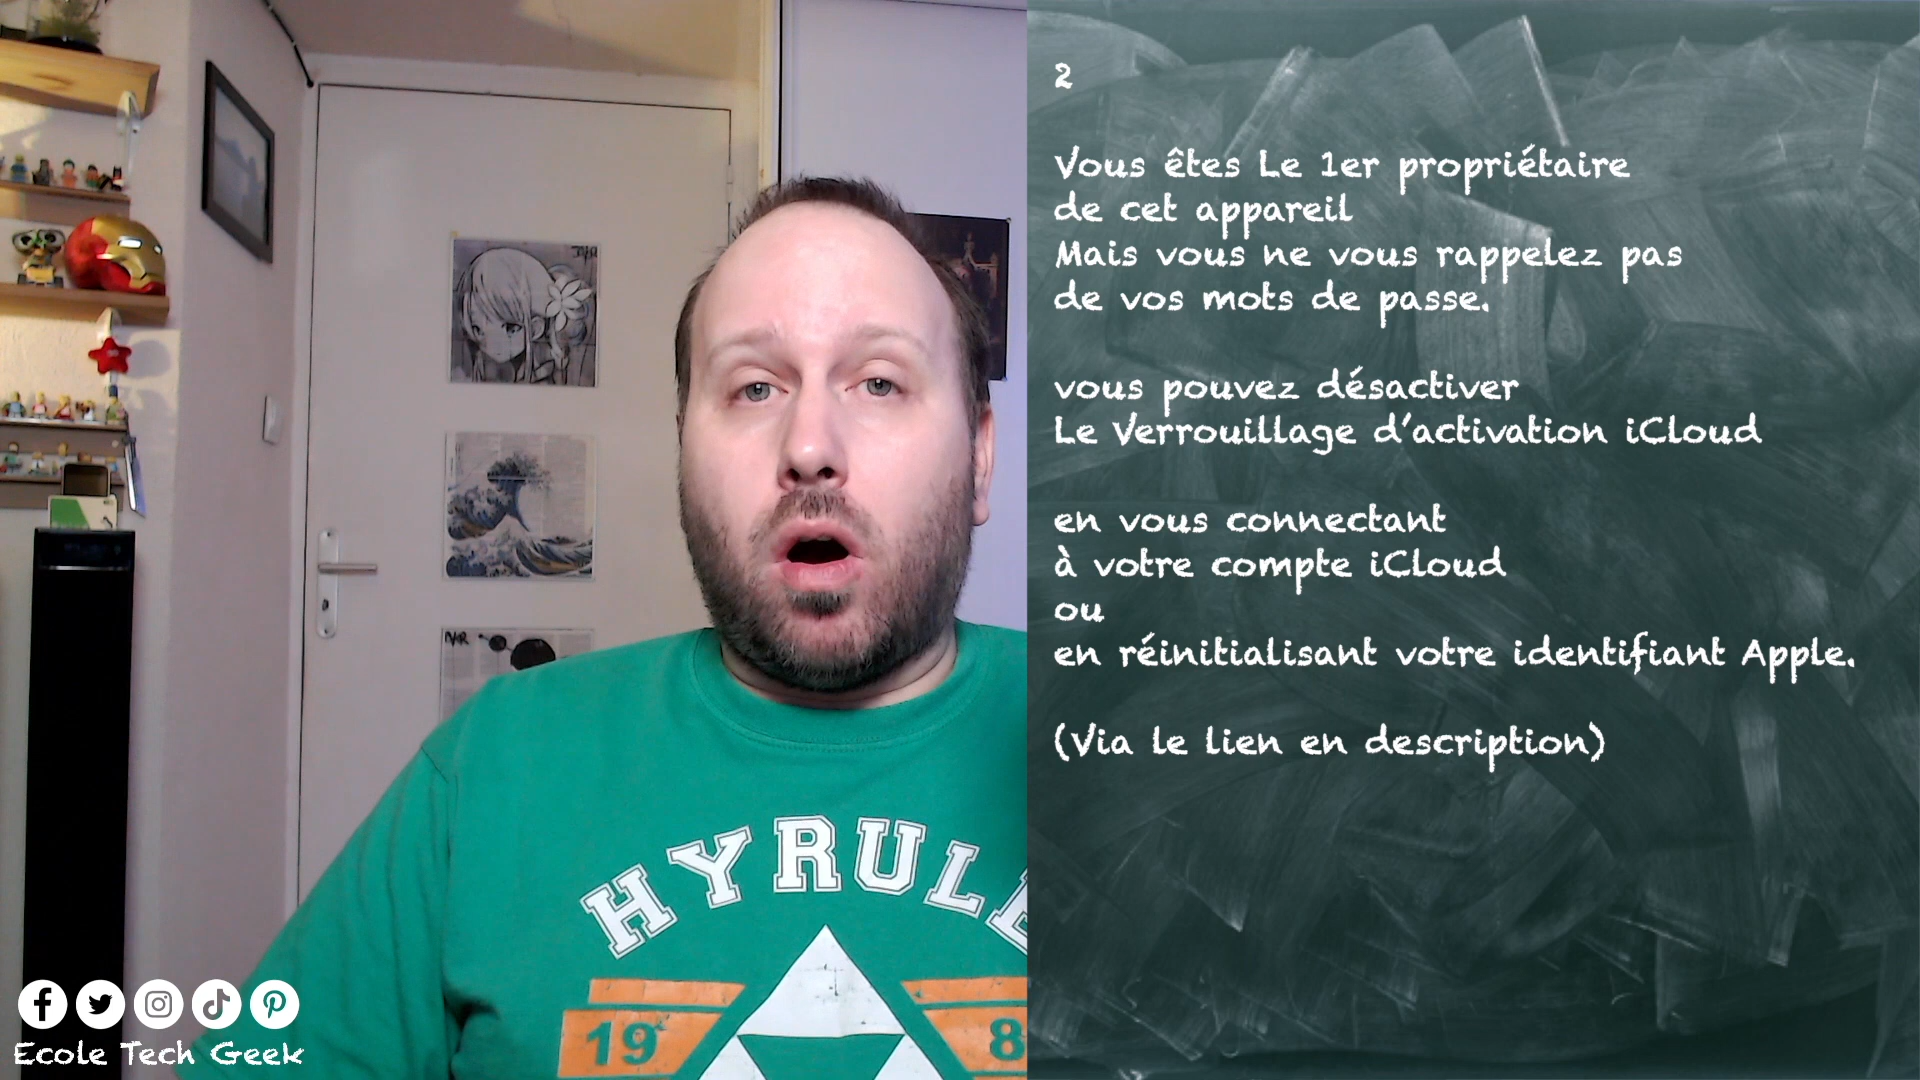 2
Vous êtes Le 1er propriétaire
de cet appareil
Mais vous ne vous rappelez pas
de vos mots de passe.
vous pouvez désactiver
Le Verrouillage d'activation iCloud
en vous connectant
à votre compte iCloud
ou
en réinitialisant votre identifiant Apple.
(Via le lien en description)
HYRULE
19 8
Ecole Tech Geek